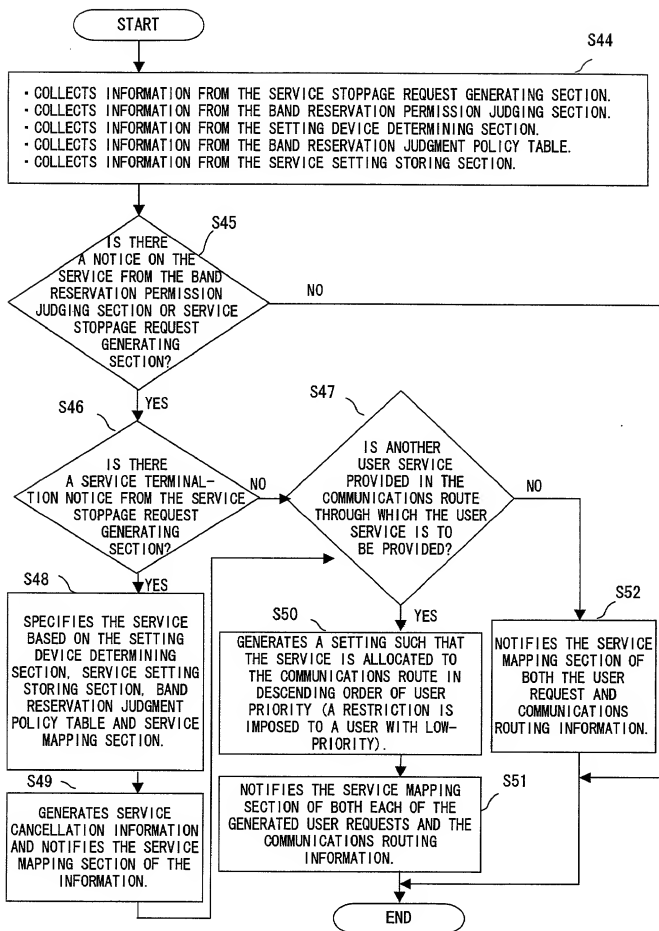 START
S44
・COLLECTS INFORMATION FROM THE SERVICE STOPPAGE REQUEST GENERATING SECTION.
・COLLECTS INFORMATION FROM THE BAND RESERVATION PERMISSION JUDGING SECTION.
・COLLECTS INFORMATION FROM THE SETTING DEVICE DETERMINING SECTION.
・COLLECTS INFORMATION FROM THE BAND RESERVATION JUDGMENT POLICY TABLE.
・COLLECTS INFORMATION FROM THE SERVICE SETTING STORING SECTION.
S45
IS THERE
A NOTICE ON THE
SERVICE FROM THE BAND
RESERVATION PERMISSION
JUDGING SECTION OR SERVICE
STOPPAGE REQUEST
GENERATING
SECTION?
NO
YES
S46
IS THERE
A SERVICE TERMINAL-
TION NOTICE FROM THE SERVICE
STOPPAGE REQUEST
GENERATING
SECTION?
NO
YES
S47
IS ANOTHER
USER SERVICE
PROVIDED IN THE
COMMUNICATIONS ROUTE
THROUGH WHICH THE USER
SERVICE IS TO
BE PROVIDED?
NO
YES
S48
SPECIFIES THE SERVICE
BASED ON THE SETTING
DEVICE DETERMINING
SECTION, SERVICE SETTING
STORING SECTION, BAND
RESERVATION JUDGMENT
POLICY TABLE AND SERVICE
MAPPING SECTION.
S49
GENERATES SERVICE
CANCELLATION INFORMATION
AND NOTIFIES THE SERVICE
MAPPING SECTION OF THE
INFORMATION.
S50
GENERATES A SETTING SUCH THAT
THE SERVICE IS ALLOCATED TO
THE COMMUNICATIONS ROUTE IN
DESCENDING ORDER OF USER
PRIORITY (A RESTRICTION IS
IMPOSED TO A USER WITH LOW-
PRIORITY).
S51
NOTIFIES THE SERVICE MAPPING
SECTION OF BOTH EACH OF THE
GENERATED USER REQUESTS AND THE
COMMUNICATIONS ROUTING
INFORMATION.
S52
NOTIFIES THE SERVICE
MAPPING SECTION OF
BOTH THE USER
REQUEST AND
COMMUNICATIONS
ROUTING INFORMATION.
END